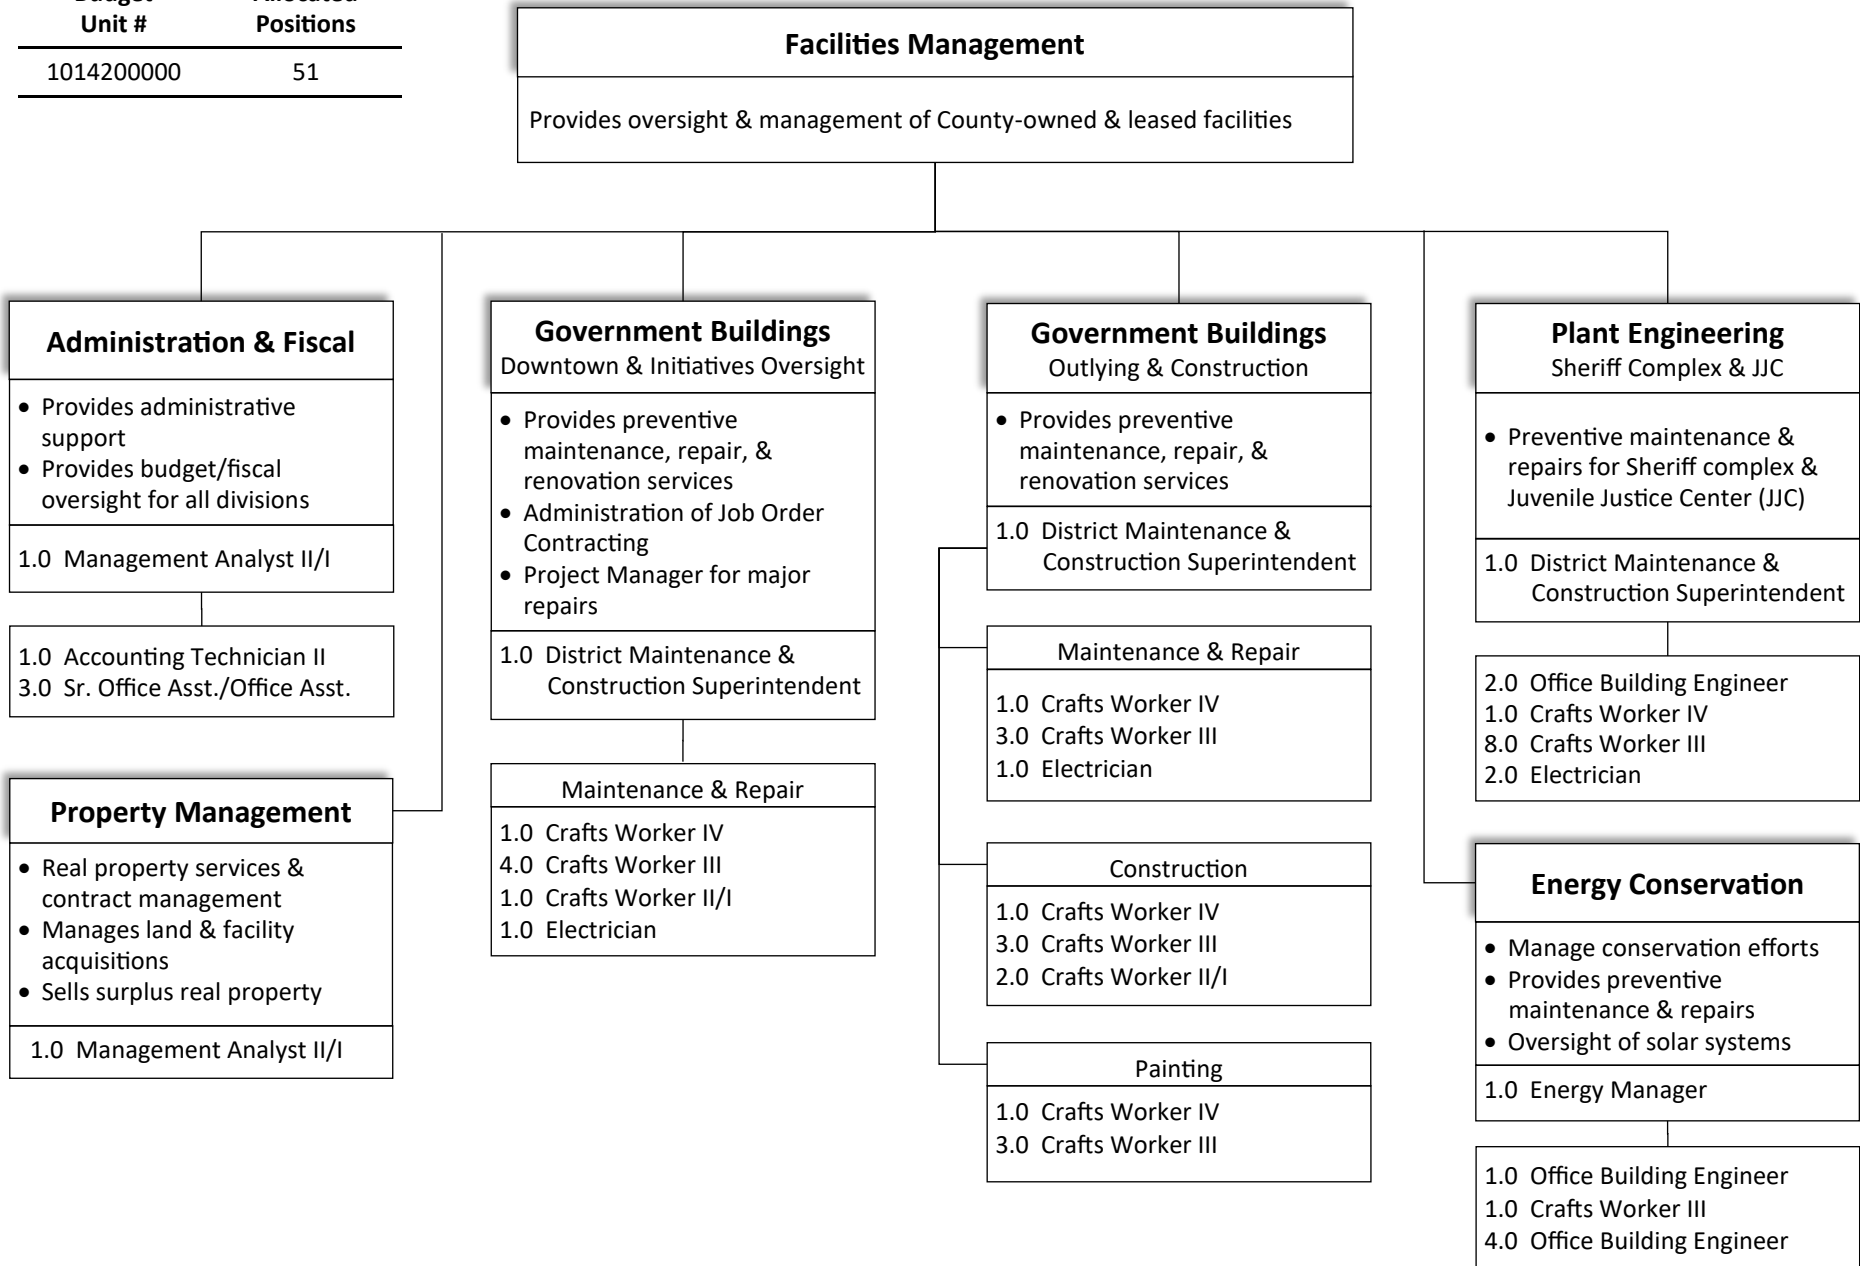 Budget Allocated
Unit # Positions
1014200000 51
Facilities Management
Provides oversight & management of County-owned & leased facilities
Administration & Fiscal
• Provides administrative
support
• Provides budget/fiscal
oversight for all divisions
1.0 Management Analyst II/I
1.0 Accounting Technician II
3.0 Sr. Office Asst./Office Asst.
Property Management
• Real property services &
contract management
• Manages land & facility
acquisitions
• Sells surplus real property
1.0 Management Analyst II/I
Government Buildings
Downtown & Initiatives Oversight
• Provides preventive
maintenance, repair, &
renovation services
• Administration of Job Order
Contracting
• Project Manager for major
repairs
1.0 District Maintenance &
Construction Superintendent
Maintenance & Repair
1.0 Crafts Worker IV
4.0 Crafts Worker III
1.0 Crafts Worker II/I
1.0 Electrician
Government Buildings
Outlying & Construction
• Provides preventive
maintenance, repair, &
renovation services
1.0 District Maintenance &
Construction Superintendent
Maintenance & Repair
1.0 Crafts Worker IV
3.0 Crafts Worker III
1.0 Electrician
Construction
1.0 Crafts Worker IV
3.0 Crafts Worker III
2.0 Crafts Worker II/I
Painting
1.0 Crafts Worker IV
3.0 Crafts Worker III
Plant Engineering
Sheriff Complex & JJC
• Preventive maintenance &
repairs for Sheriff complex &
Juvenile Justice Center (JJC)
1.0 District Maintenance &
Construction Superintendent
2.0 Office Building Engineer
1.0 Crafts Worker IV
8.0 Crafts Worker III
2.0 Electrician
Energy Conservation
• Manage conservation efforts
• Provides preventive
maintenance & repairs
• Oversight of solar systems
1.0 Energy Manager
1.0 Office Building Engineer
1.0 Crafts Worker III
4.0 Office Building Engineer